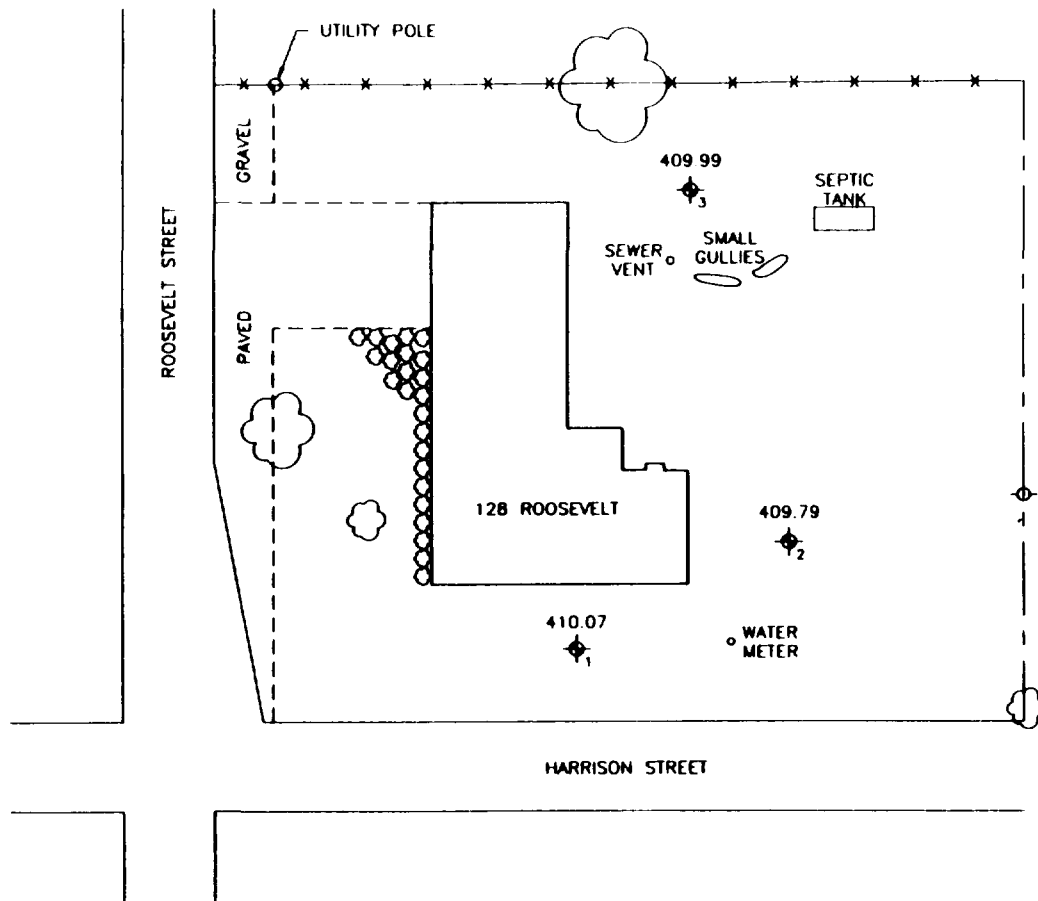 UTILITY POLE
GRAVEL
ROOSEVELT STREET
PAVED
409.99
3
SEPTIC
TANK
SEWER
VENT
SMALL
GULLIES
128 ROOSEVELT
409.79
2
410.07
1
WATER
METER
HARRISON STREET